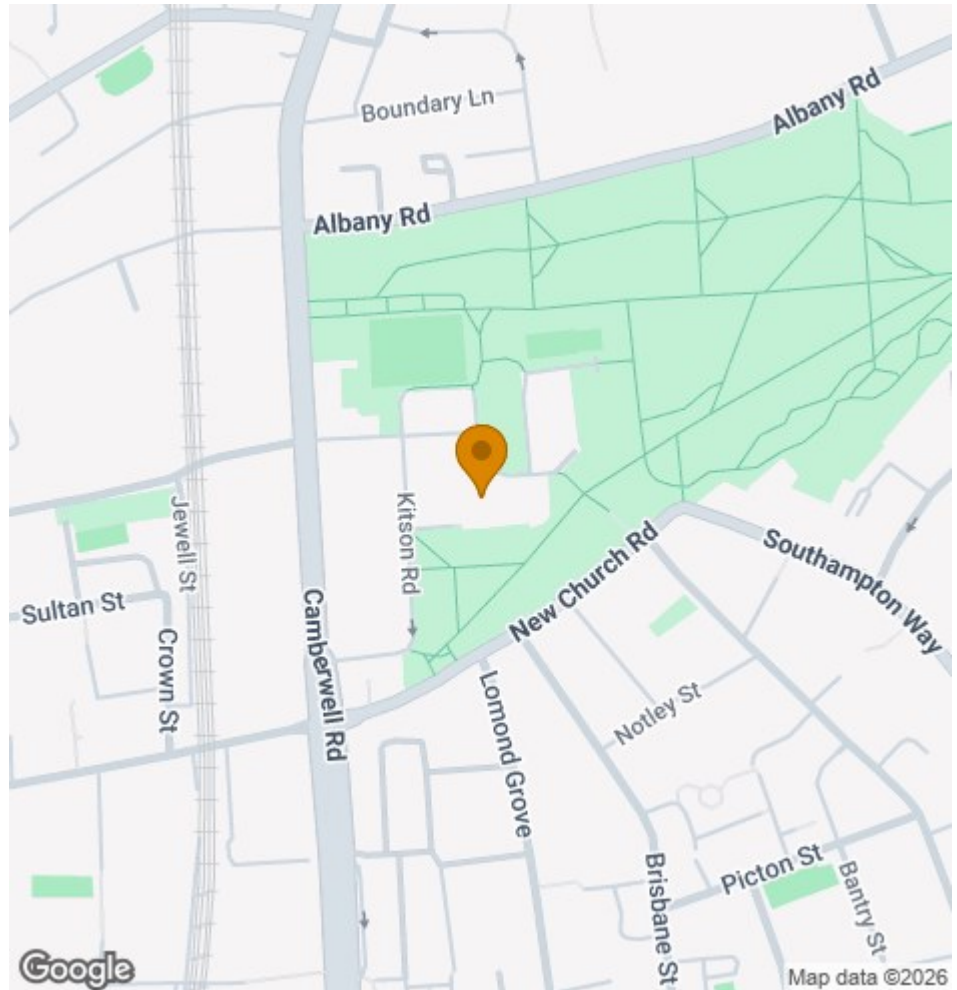 Boundary Ln
Albany Rd
Albany Rd
Jewell St
Kitson Rd
New Church Rd
Southampton Way
Sultan St
Crown St
Camberwell Rd
Lomond Grove
Notley St
Brisbane St
Picton St
Bantry St
Google
Map data ©2026